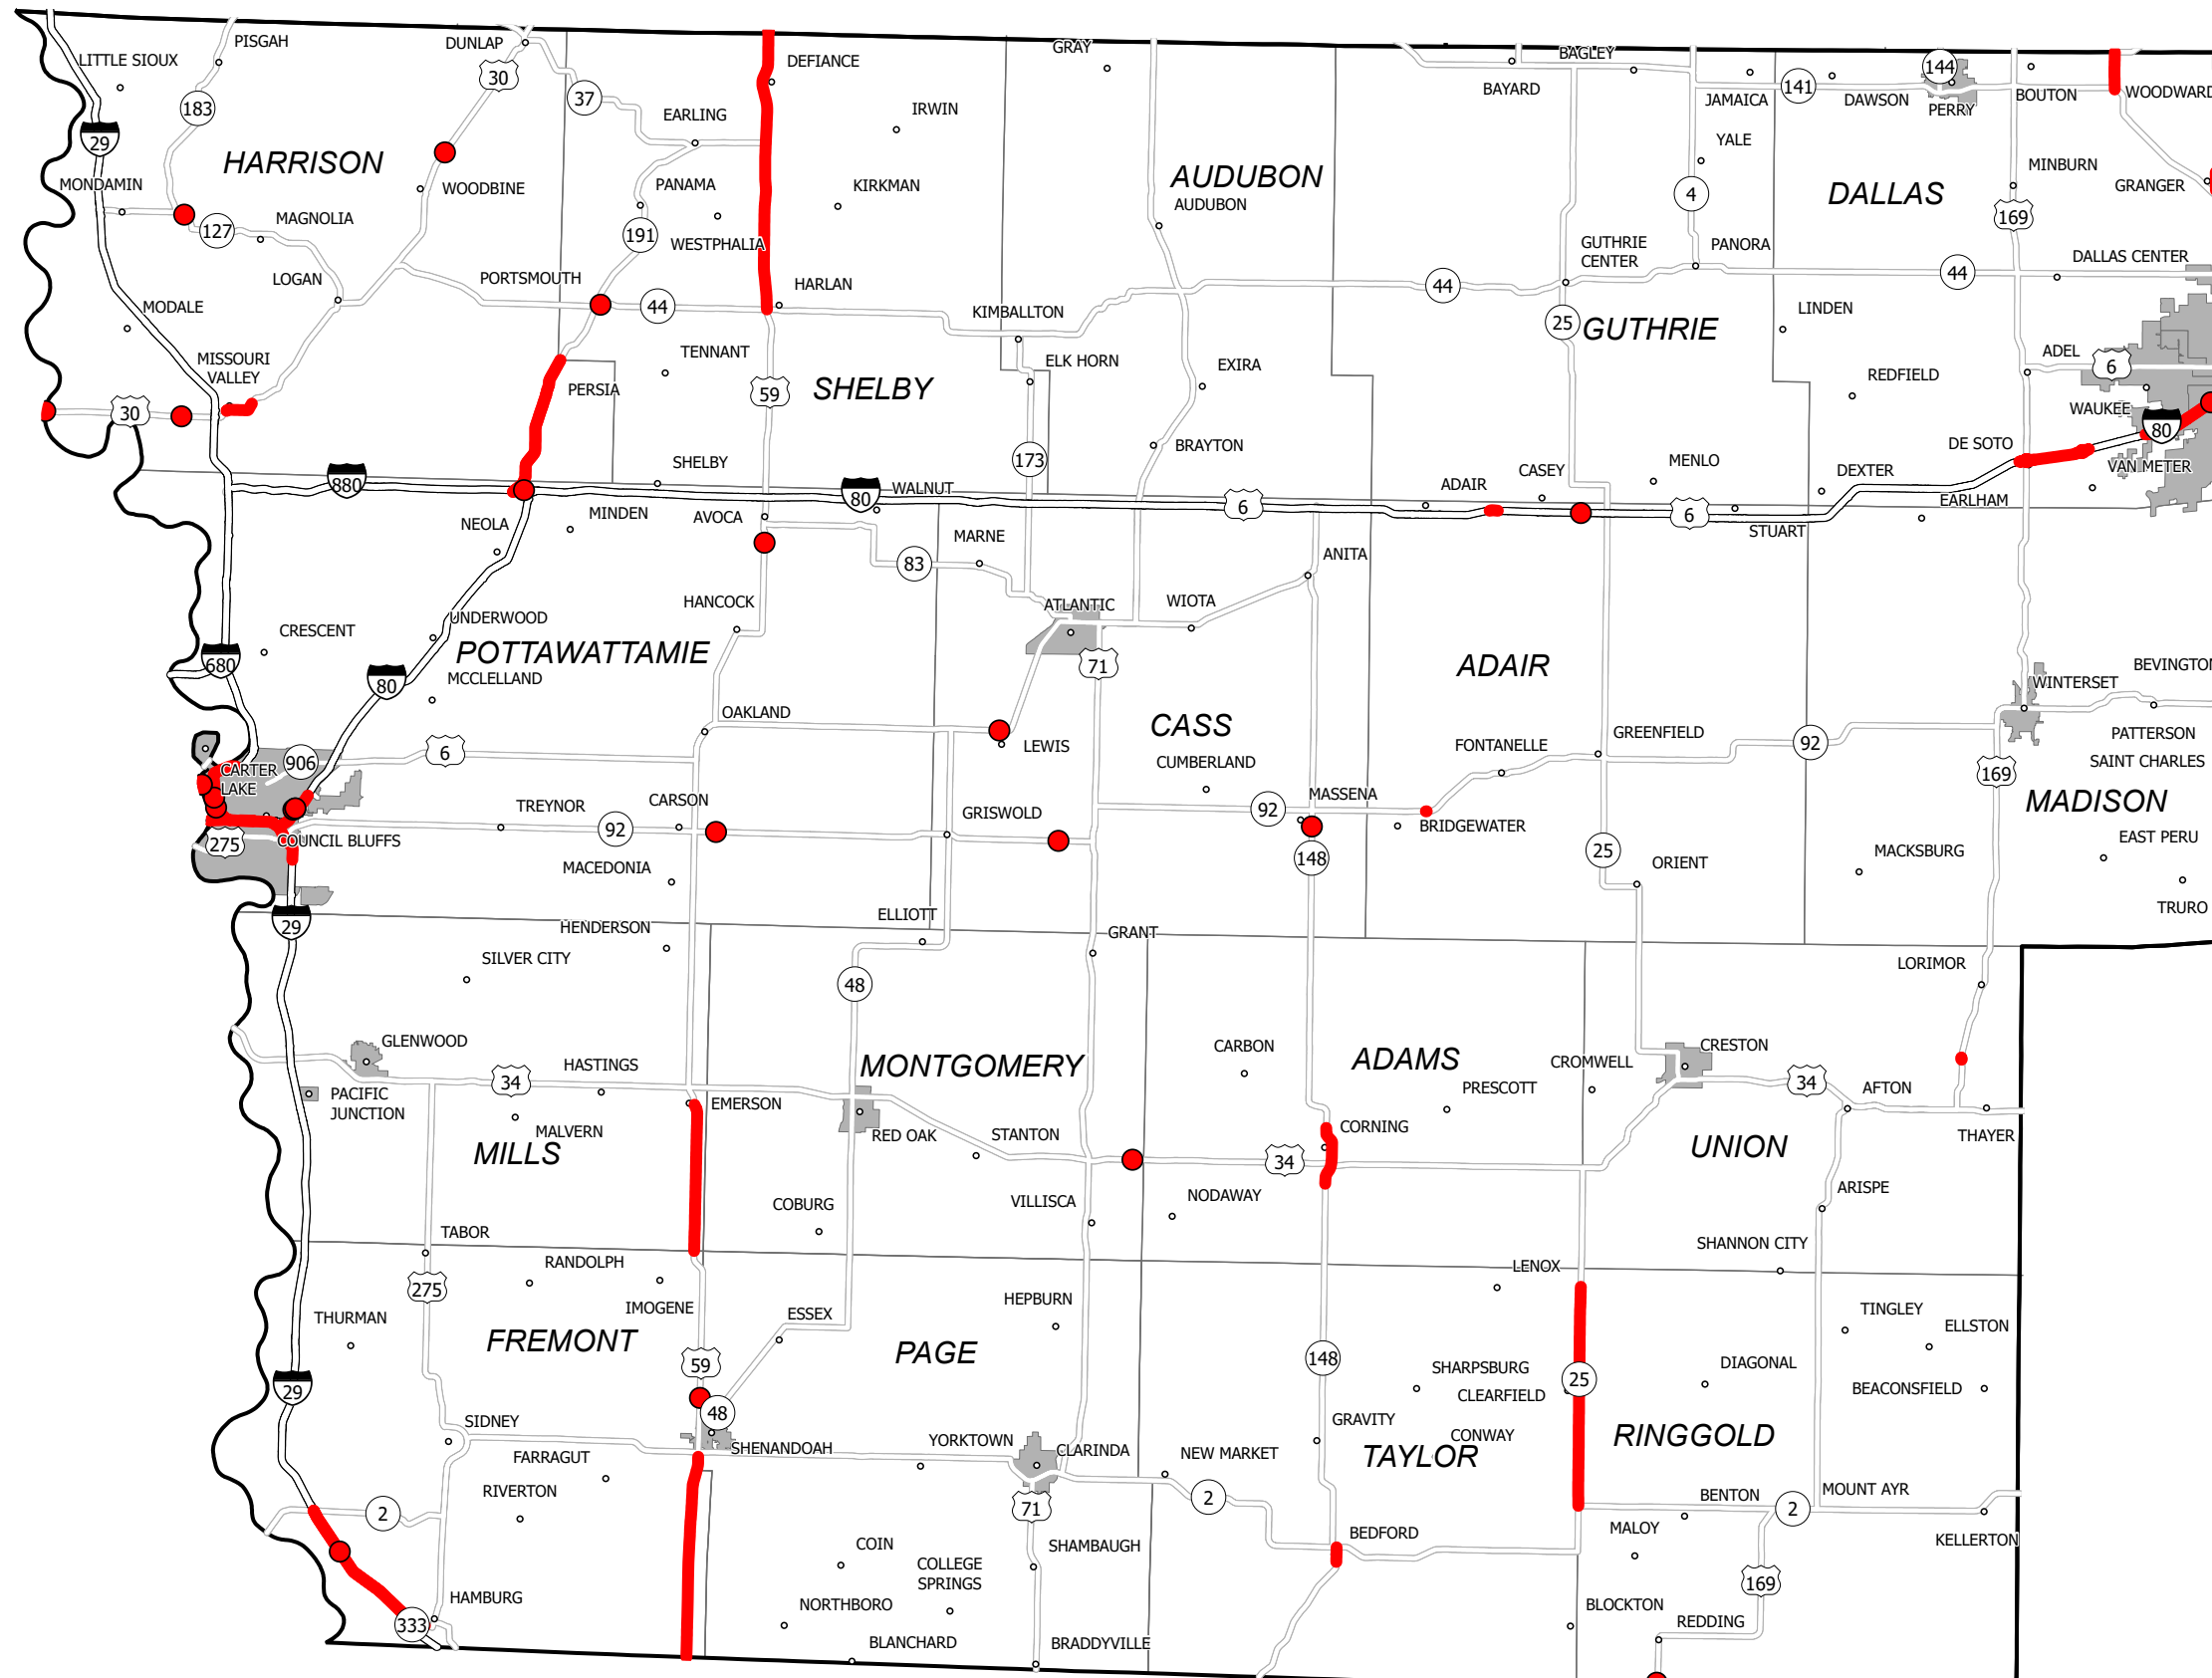 PISGAH
DUNLAP
GRAY
BAGLEY
LITTLE SIOUX
30
DEFIANCE
144
183
37
BAYARD
JAMAICA
141
DAWSON
PERRY
BOUTON
WOODWARD
29
EARLING
IRWIN
YALE
HARRISON
MONDAMIN
WOODBINE
PANAMA
KIRKMAN
AUDUBON
AUDUBON
4
DALLAS
MINBURN
GRANGER
127
MAGNOLIA
191
WESTPHALIA
169
GUTHRIE
CENTER
PANORA
DALLAS CENTER
LOGAN
PORTSMOUTH
44
HARLAN
44
44
MODALE
KIMBALLTON
25
GUTHRIE
LINDEN
MISSOURI
VALLEY
TENNANT
ELK HORN
EXIRA
ADEL
6
PERSIA
59
SHELBY
REDFIELD
30
WAUKEE
80
SHELBY
173
BRAYTON
CASEY
MENLO
DE SOTO
DEXTER
VAN METER
880
80
WALNUT
6
ADAIR
6
EARLHAM
NEOLA
MINDEN
AVOCA
STUART
MARNE
83
ANITA
HANCOCK
ATLANTIC
WIOTA
CRESCENT
UNDERWOOD
POTTAWATTAMIE
680
80
MCCLELLAND
71
ADAIR
WINTERSET
BEVINGTON
OAKLAND
CASS
LEWIS
FONTANELLE
GREENFIELD
92
PATTERSON
906
6
CUMBERLAND
169
SAINT CHARLES
CARTER
LAKE
TREYNOR
CARSON
GRISWOLD
92
MASSENA
MADISON
92
BRIDGEWATER
275
COUNCIL BLUFFS
148
25
EAST PERU
MACEDONIA
ORIENT
MACKSBURG
29
HENDERSON
ELLIOTT
GRANT
TRURO
SILVER CITY
48
LORIMOR
GLENWOOD
HASTINGS
MONTGOMERY
CARBON
ADAMS
CROMWELL
CRESTON
34
34
AFTON
PACIFIC
JUNCTION
EMERSON
PRESCOTT
MALVERN
RED OAK
STANTON
CORNING
THAYER
MILLS
34
UNION
COBURG
VILLISCA
NODAWAY
ARISPE
TABOR
SHANNON CITY
RANDOLPH
LENOX
275
THURMAN
IMOGENE
ESSEX
HEPBURN
TINGLEY
ELLSTON
FREMONT
PAGE
59
148
SHARPSBURG
DIAGONAL
29
CLEARFIELD
25
BEACONSFIELD
48
SIDNEY
GRAVITY
CONWAY
RINGGOLD
SHENANDOAH
YORKTOWN
CLARINDA
NEW MARKET
TAYLOR
FARRAGUT
RIVERTON
2
71
2
BENTON
2
MOUNT AYR
BEDFORD
MALOY
COIN
COLLEGE
SPRINGS
SHAMBAUGH
KELLERTON
169
HAMBURG
NORTHBORO
BLOCKTON
REDDING
333
BLANCHARD
BRADDYVILLE